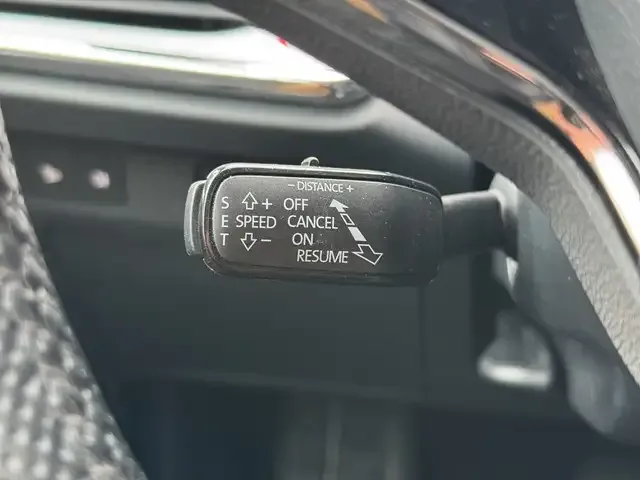 - DISTANCE +
S + OFF
E SPEED CANCEL
T - ON
RESUME